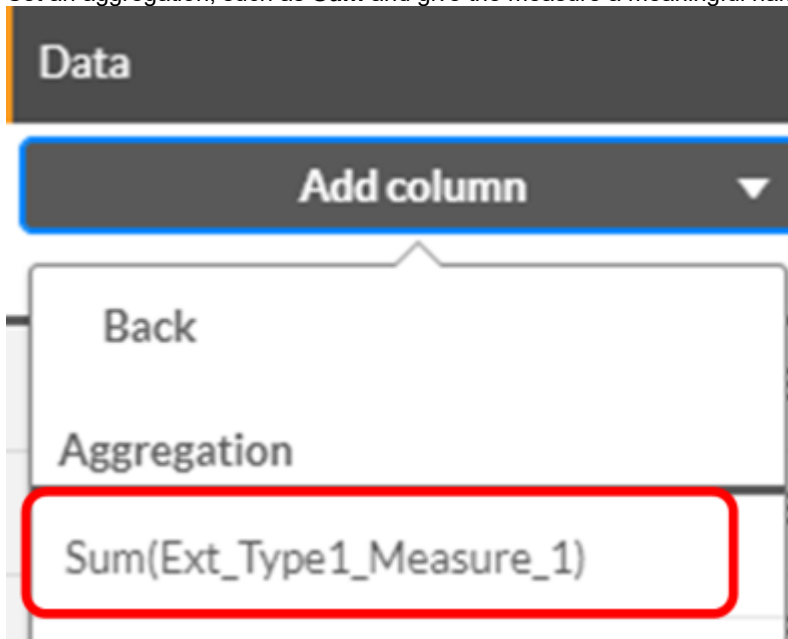 Data
Add column
Back
Aggregation
Sum(Ext_Type1_Measure_1)